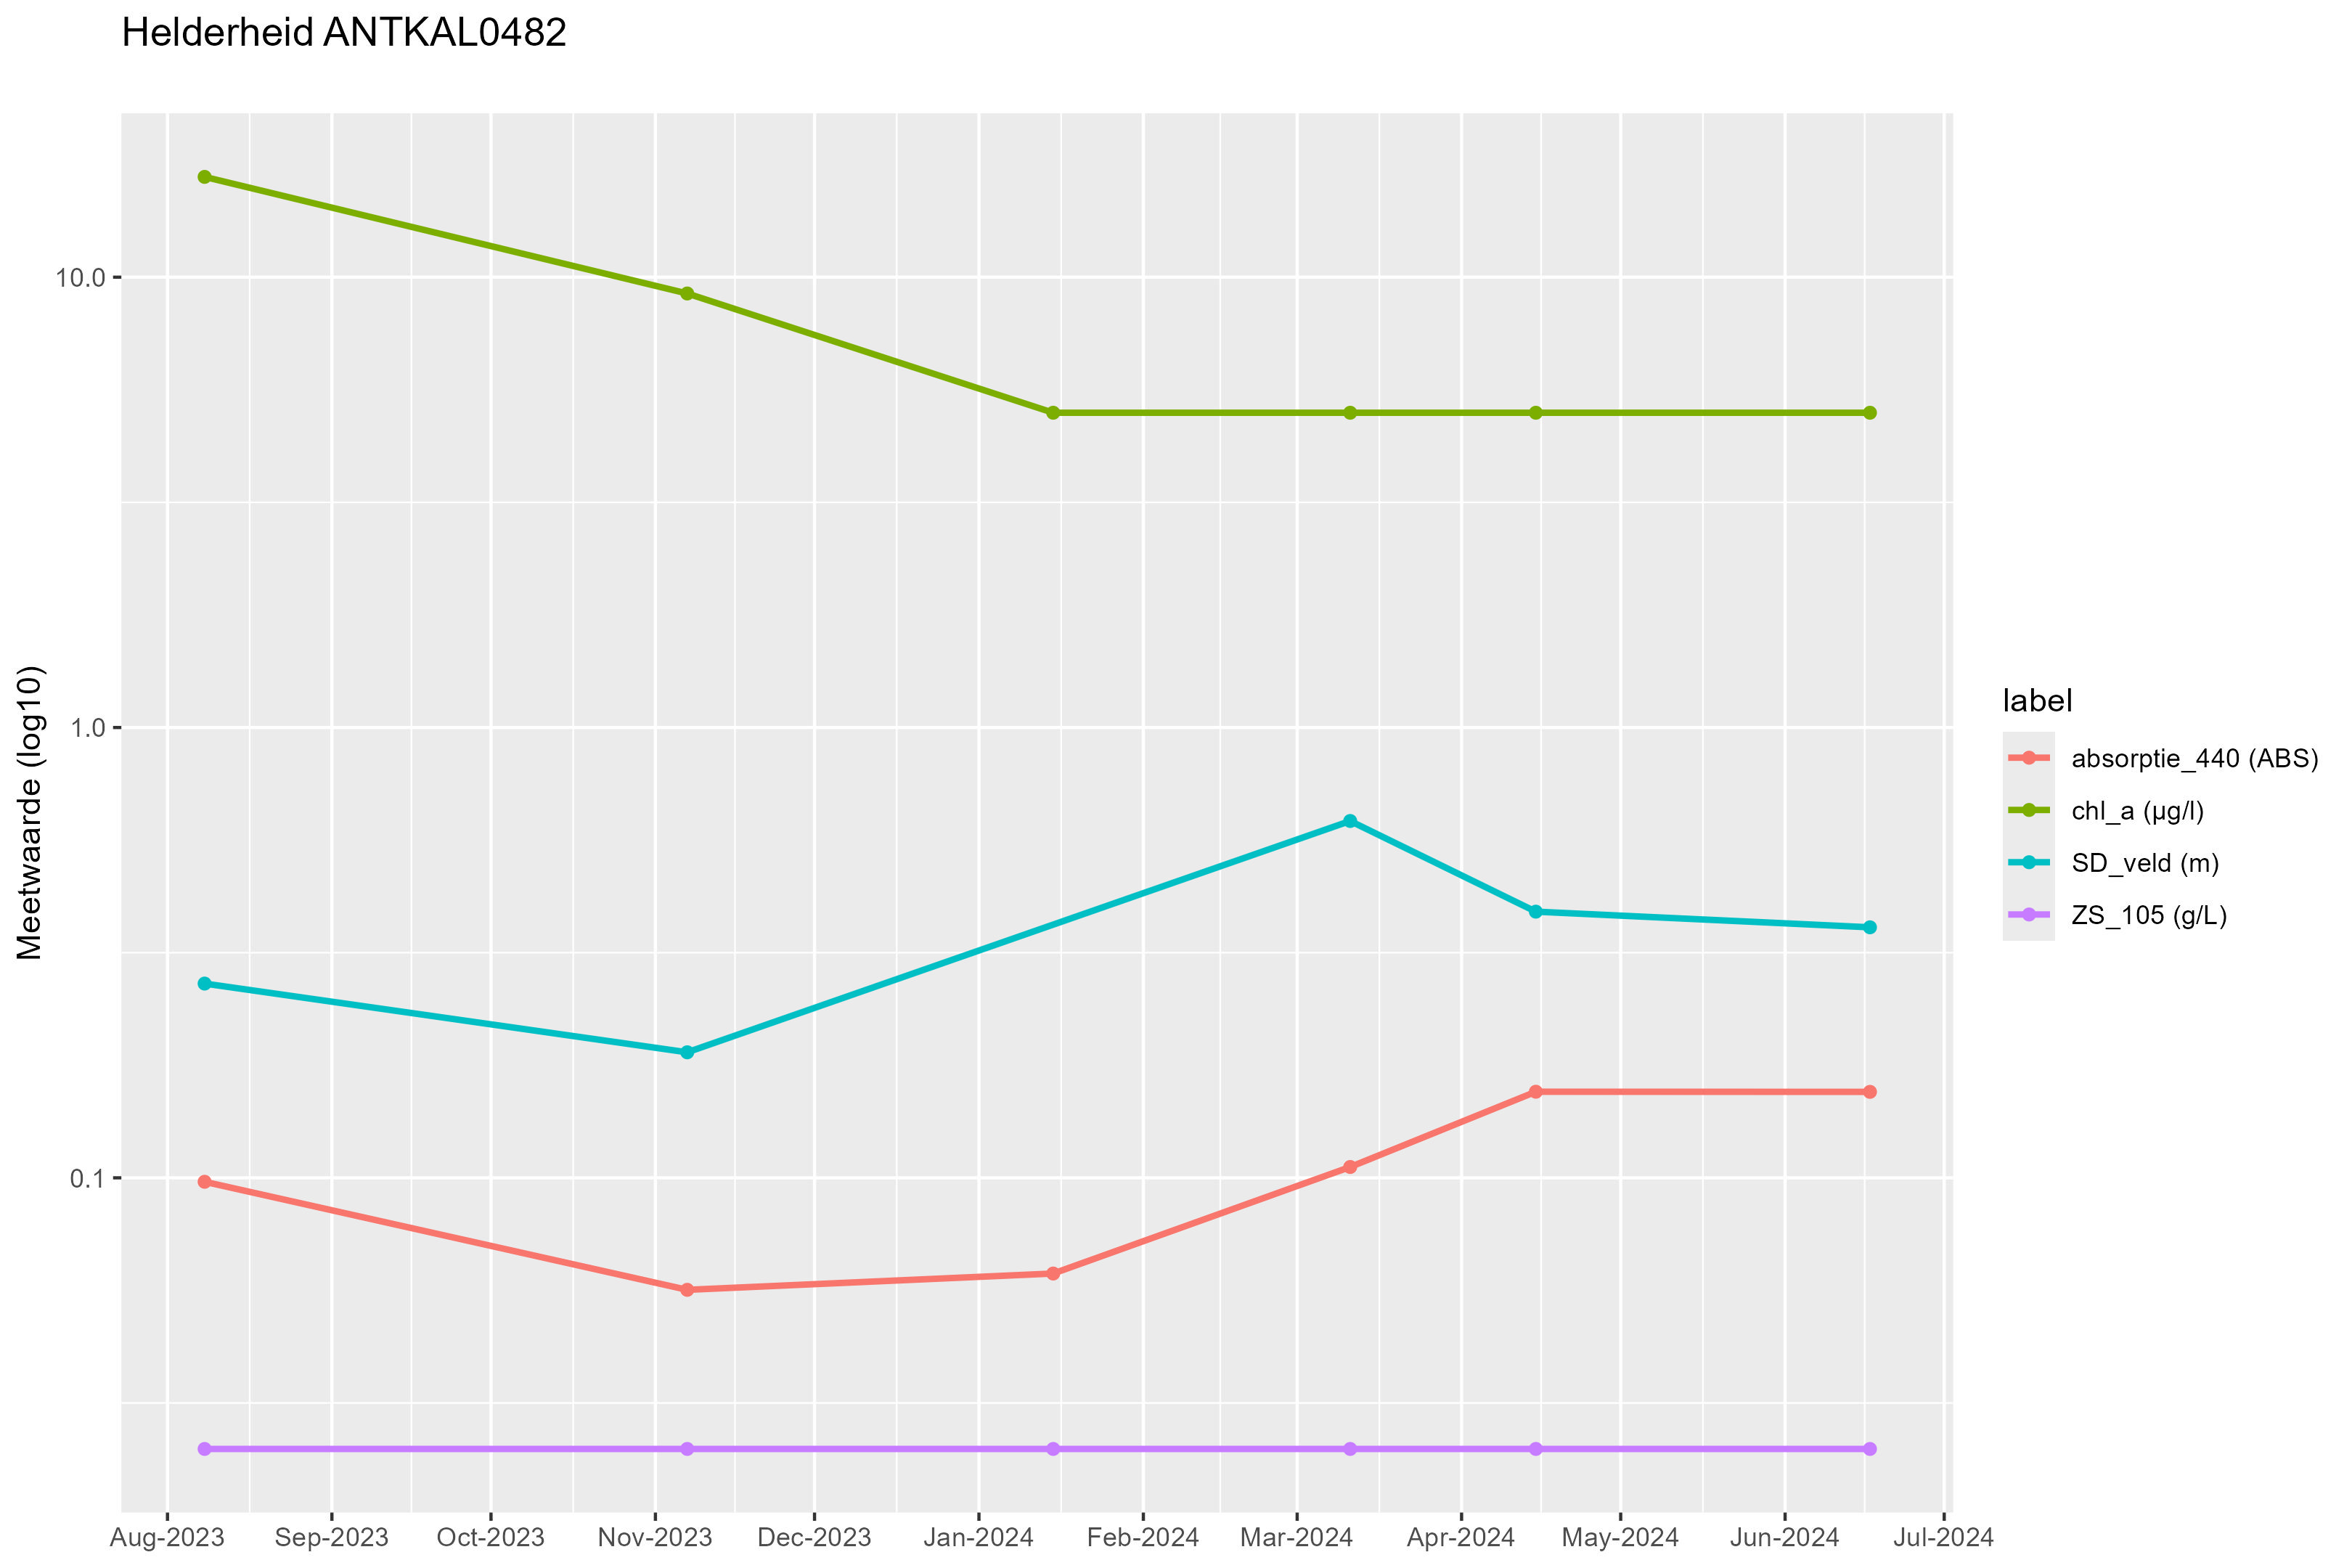 Helderheid ANTKAL0482
Meetwaarde (log10)
10.0
1.0
0.1
Aug-2023 Sep-2023 Oct-2023 Nov-2023 Dec-2023 Jan-2024 Feb-2024 Mar-2024 Apr-2024 May-2024 Jun-2024 Jul-2024
label
absorptie_440 (ABS)
chl_a (µg/l)
SD_veld (m)
ZS_105 (g/L)